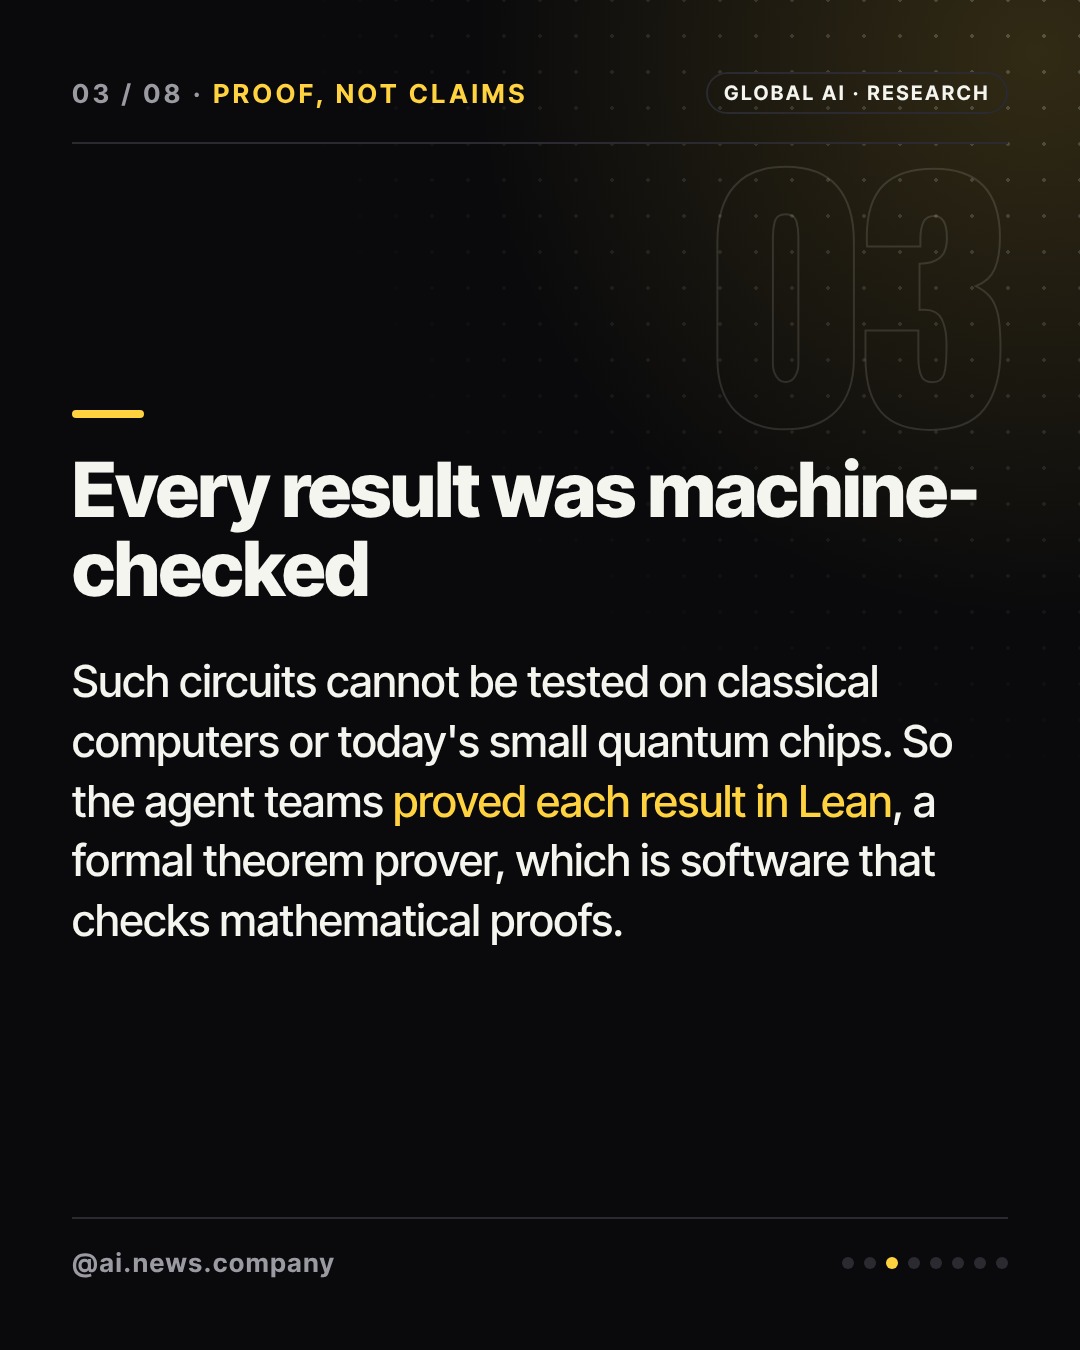 03 / 08 · PROOF, NOT CLAIMS
GLOBAL AI · RESEARCH
03
Every result was machine-
checked
Such circuits cannot be tested on classical
computers or today's small quantum chips. So
the agent teams proved each result in Lean, a
formal theorem prover, which is software that
checks mathematical proofs.
@ai.news.company